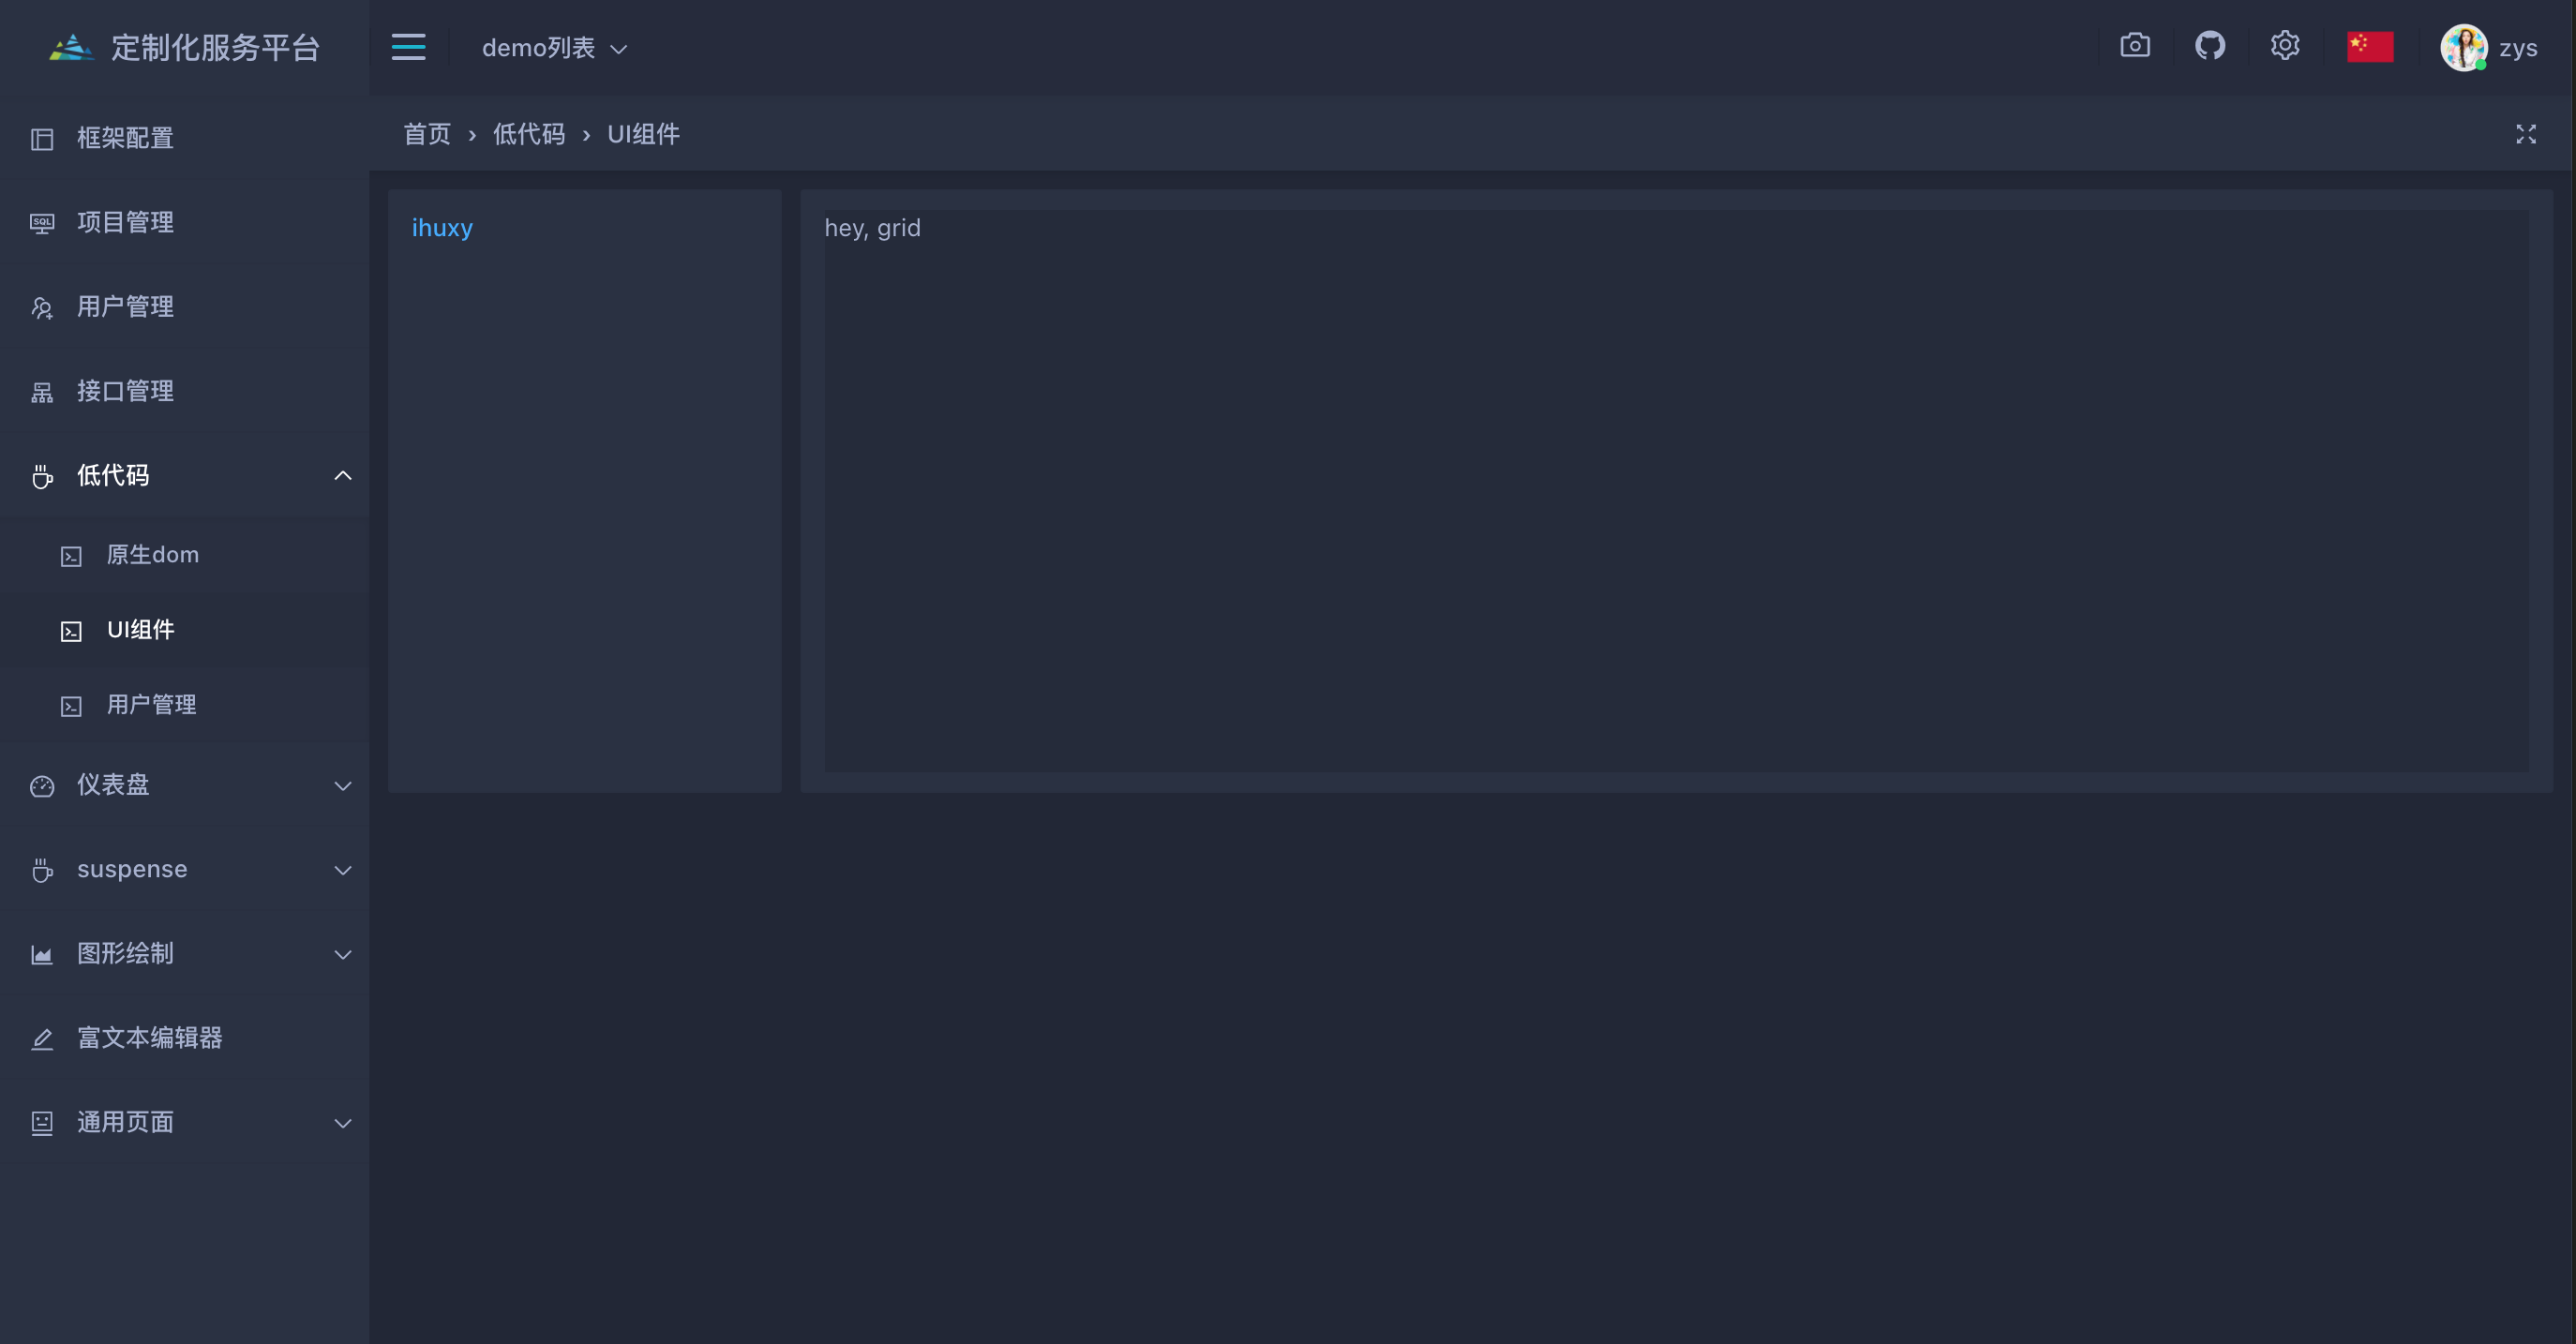 定制化服务平台
demo列表
zys
框架配置
项目管理
用户管理
接口管理
低代码
原生dom
UI组件
用户管理
仪表盘
suspense
图形绘制
富文本编辑器
通用页面
首页 › 低代码 › UI组件
ihuxy
hey, grid
SQL